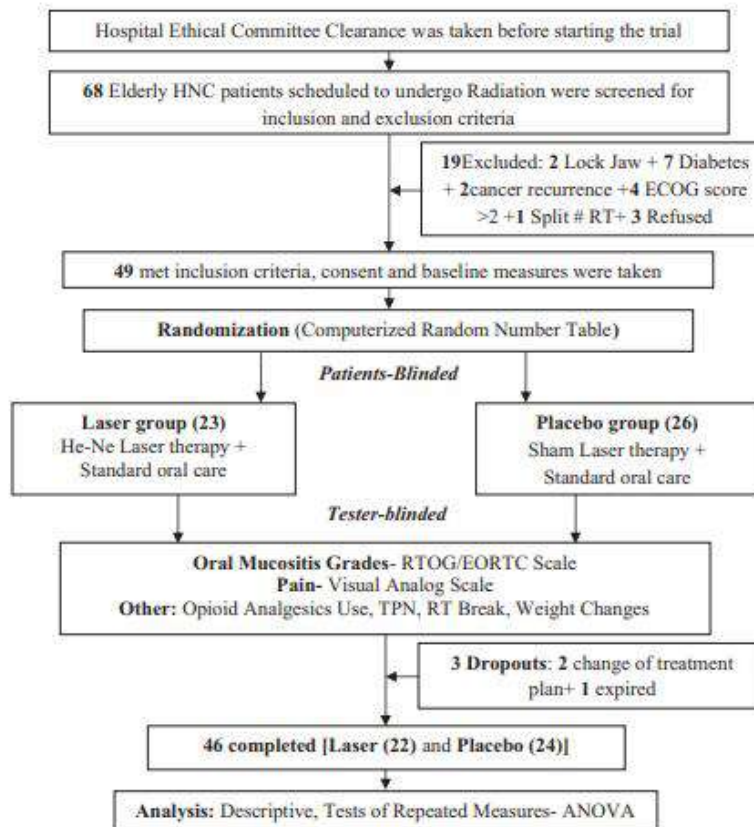 Hospital Ethical Committee Clearance was taken before starting the trial
68 Elderly HNC patients scheduled to undergo Radiation were screened for
inclusion and exclusion criteria
19Excluded: 2 Lock Jaw + 7 Diabetes
+ 2cancer recurrence +4 ECOG score
>2 +1 Split # RT+ 3 Refused
49 met inclusion criteria, consent and baseline measures were taken
Randomization (Computerized Random Number Table)
Patients-Blinded
Laser group (23)
He-Ne Laser therapy +
Standard oral care
Placebo group (26)
Sham Laser therapy +
Standard oral care
Tester-blinded
Oral Mucositis Grades- RTOG/EORTC Scale
Pain- Visual Analog Scale
Other: Opioid Analgesics Use, TPN, RT Break, Weight Changes
3 Dropouts: 2 change of treatment
plan+ 1 expired
46 completed [Laser (22) and Placebo (24)]
Analysis: Descriptive, Tests of Repeated Measures- ANOVA